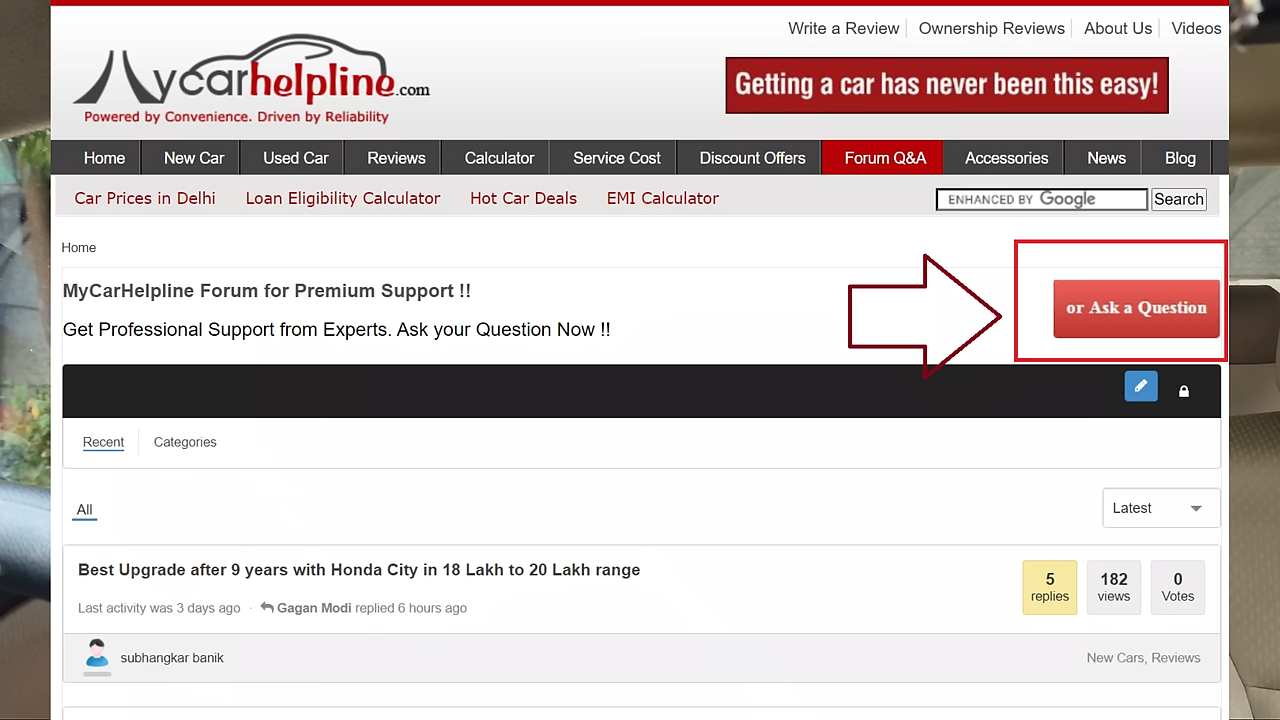 Write a Review
Ownership Reviews
About Us
Videos
Mycarhelpline.com
Powered by Convenience. Driven by Reliability
Getting a car has never been this easy!
Home
New Car
Used Car
Reviews
Calculator
Service Cost
Discount Offers
Forum Q&A
Accessories
News
Blog
Car Prices in Delhi
Loan Eligibility Calculator
Hot Car Deals
EMI Calculator
ENHANCED BY Google
Search
Home
MyCarHelpline Forum for Premium Support !!
Get Professional Support from Experts. Ask your Question Now !!
or Ask a Question
Recent
Categories
All
Latest
Best Upgrade after 9 years with Honda City in 18 Lakh to 20 Lakh range
Last activity was 3 days ago · Gagan Modi replied 6 hours ago
5
replies
182
views
0
Votes
subhangkar banik
New Cars, Reviews